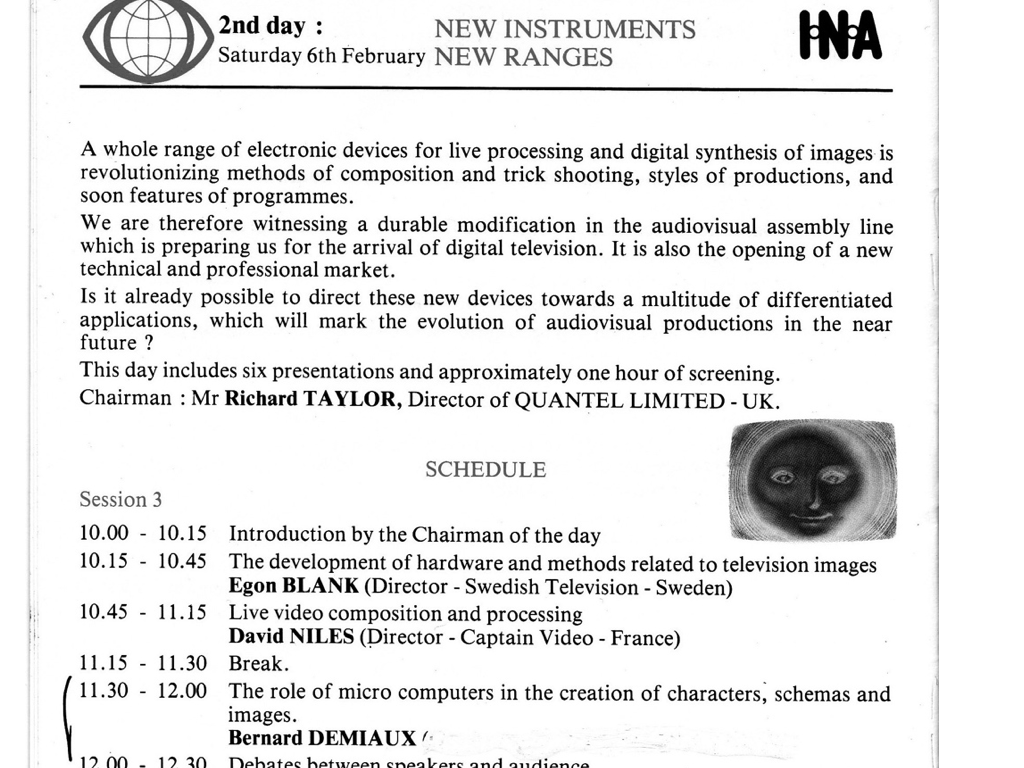 2nd day : NEW INSTRUMENTS
Saturday 6th February NEW RANGES
INA
A whole range of electronic devices for live processing and digital synthesis of images is
revolutionizing methods of composition and trick shooting, styles of productions, and
soon features of programmes.
We are therefore witnessing a durable modification in the audiovisual assembly line
which is preparing us for the arrival of digital television. It is also the opening of a new
technical and professional market.
Is it already possible to direct these new devices towards a multitude of differentiated
applications, which will mark the evolution of audiovisual productions in the near
future ?
This day includes six presentations and approximately one hour of screening.
Chairman : Mr Richard TAYLOR, Director of QUANTEL LIMITED - UK.
SCHEDULE
Session 3
10.00 - 10.15 Introduction by the Chairman of the day
10.15 - 10.45 The development of hardware and methods related to television images
Egon BLANK (Director - Swedish Television - Sweden)
10.45 - 11.15 Live video composition and processing
David NILES (Director - Captain Video - France)
11.15 - 11.30 Break.
11.30 - 12.00 The role of micro computers in the creation of characters, schemas and
images.
Bernard DEMIAUX
12.00 - 12.30 Debates between speakers and audience